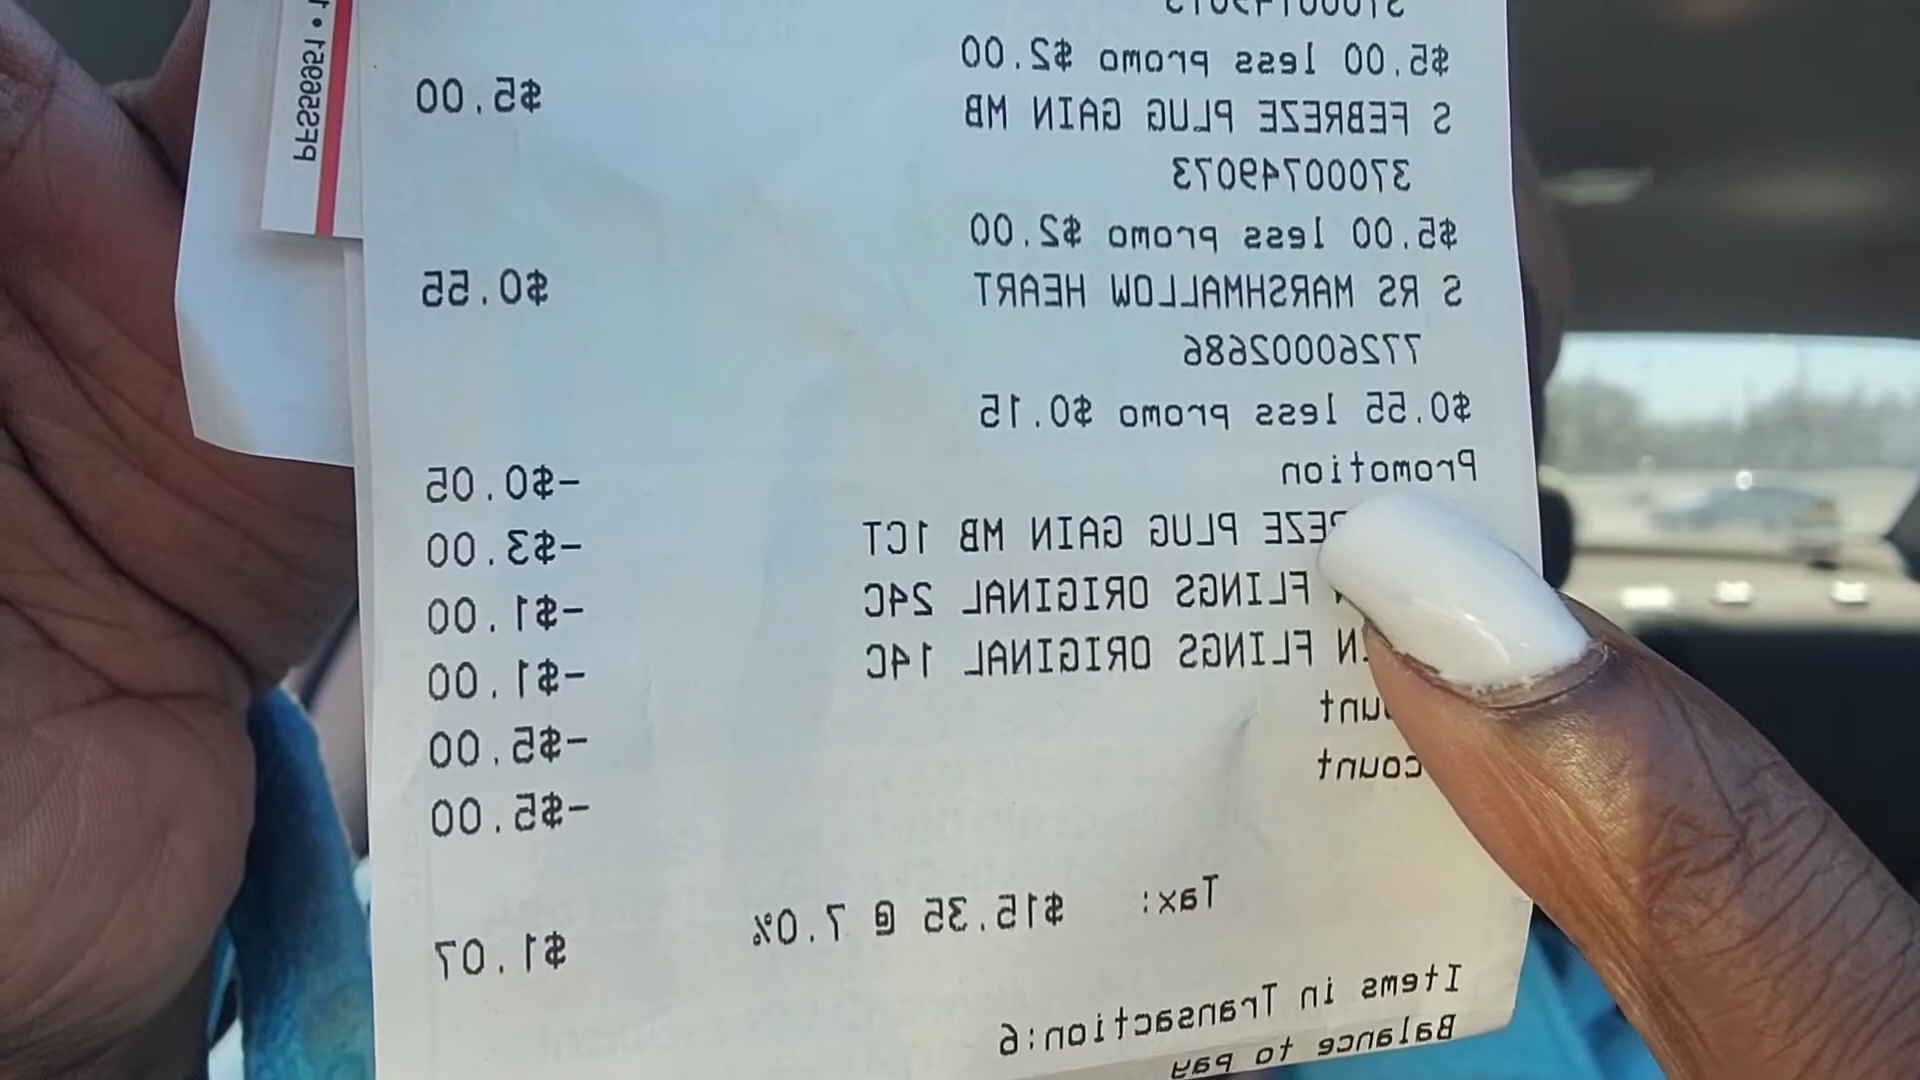 $5.00 less promo $2.00
S FEBREZE PLUG GAIN MB $5.00
37000749073
$5.00 less promo $2.00
S RS MARSHMALLOW HEART $0.55
77260002686
$0.55 less promo $0.15
Promotion -$0.05
EZE PLUG GAIN MB 1CT -$3.00
FLINGS ORIGINAL 24C -$1.00
N FLINGS ORIGINAL 14C -$1.00
unt -$5.00
count -$5.00
Tax: $15.35 @ 7.0% $1.07
Items in Transaction:6
Balance to pay